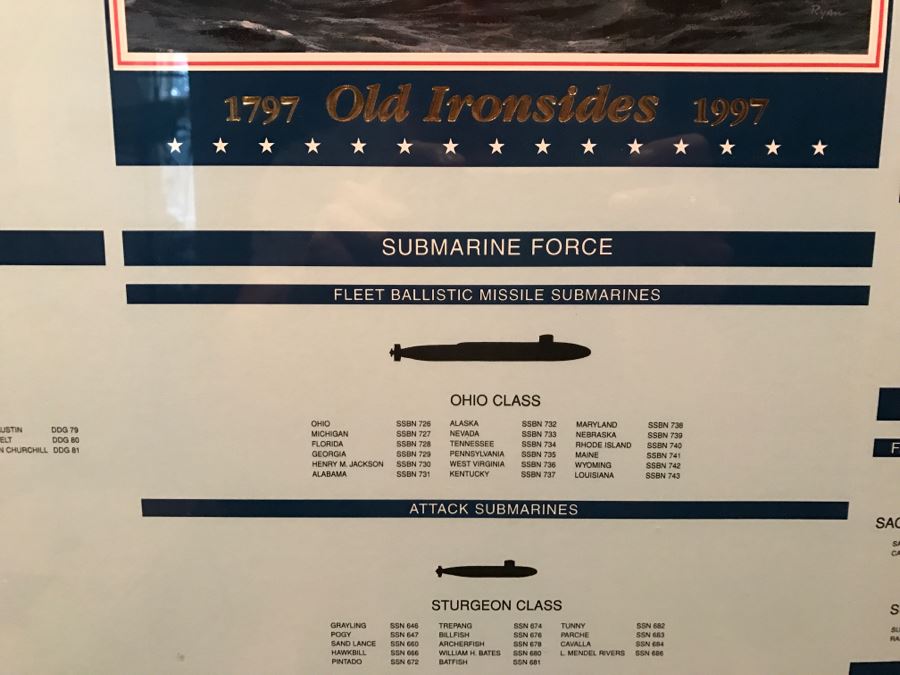 Ryan
1797 Old Ironsides 1997
SUBMARINE FORCE
FLEET BALLISTIC MISSILE SUBMARINES
OHIO CLASS
OHIO SSBN 726 ALASKA SSBN 732 MARYLAND SSBN 738
MICHIGAN SSBN 727 NEVADA SSBN 733 NEBRASKA SSBN 739
FLORIDA SSBN 728 TENNESSEE SSBN 734 RHODE ISLAND SSBN 740
GEORGIA SSBN 729 PENNSYLVANIA SSBN 735 MAINE SSBN 741
HENRY M. JACKSON SSBN 730 WEST VIRGINIA SSBN 736 WYOMING SSBN 742
ALABAMA SSBN 731 KENTUCKY SSBN 737 LOUISIANA SSBN 743
ATTACK SUBMARINES
STURGEON CLASS
GRAYLING SSN 646 TREPANG SSN 674 TUNNY SSN 682
POGY SSN 647 BILLFISH SSN 676 PARCHE SSN 683
SAND LANCE SSN 660 ARCHERFISH SSN 678 CAVALLA SSN 684
HAWKBILL SSN 666 WILLIAM H. BATES SSN 680 L. MENDEL RIVERS SSN 686
PINTADO SSN 672 BATFISH SSN 681
USTIN DDG 79
ELT DDG 80
N CHURCHILL DDG 81
F
SAC
SA
CA
S
SU
RA